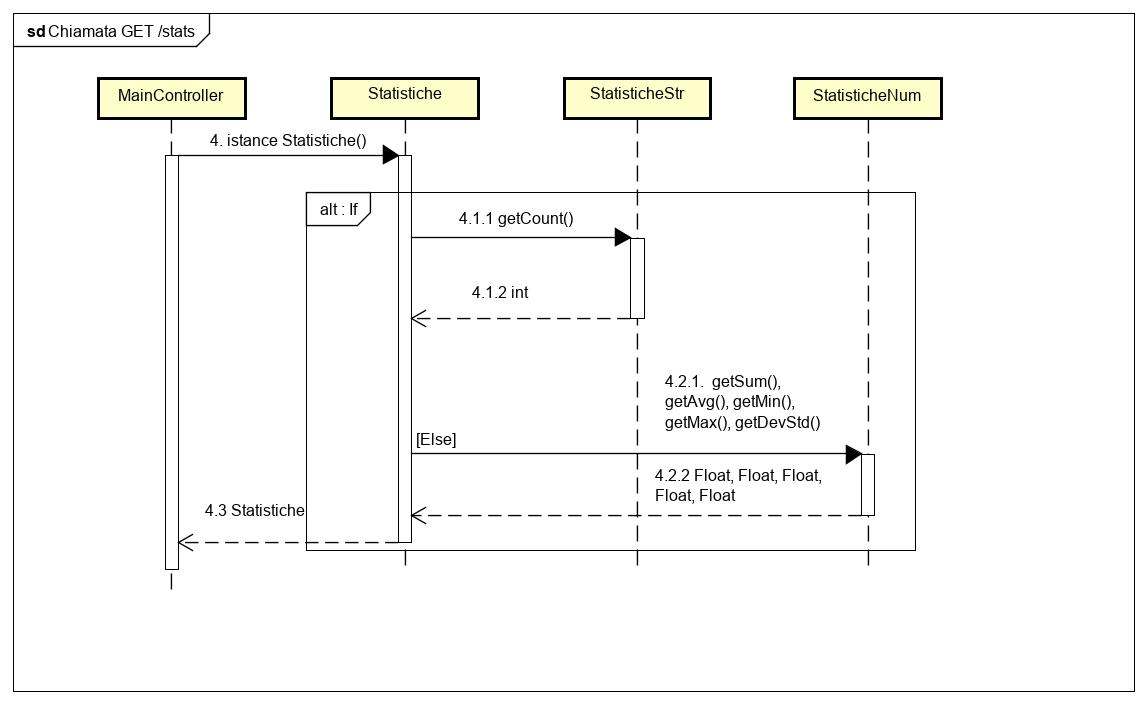 sd Chiamata GET /stats
MainController
Statistiche
StatisticheStr
StatisticheNum
4. istance Statistiche()
alt : If
4.1.1 getCount()
4.1.2 int
4.2.1.  getSum(),
getAvg(), getMin(),
getMax(), getDevStd()
[Else]
4.2.2 Float, Float, Float,
Float, Float
4.3 Statistiche